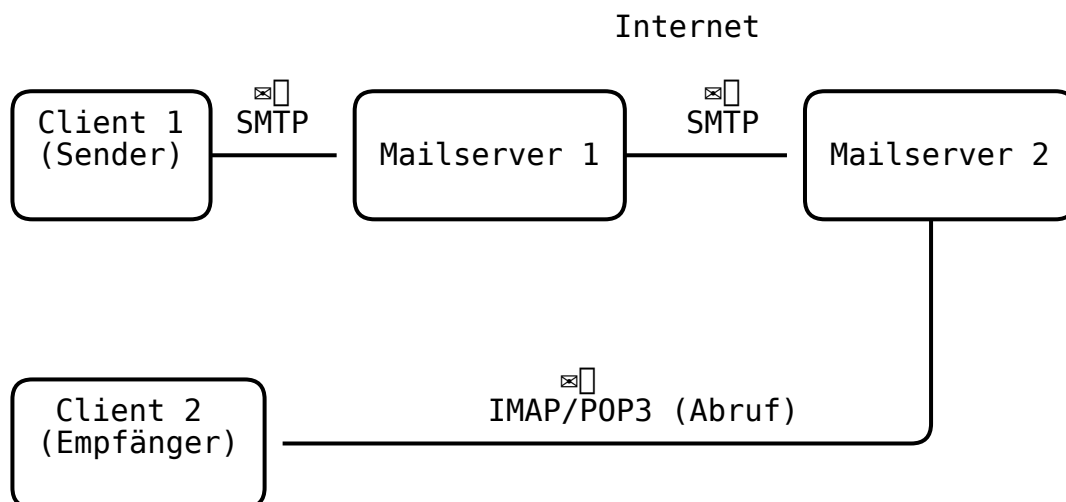 Internet
✉
SMTP
✉
SMTP
Client 1
(Sender)
Mailserver 1
Mailserver 2
✉
IMAP/POP3 (Abruf)
Client 2
(Empfänger)